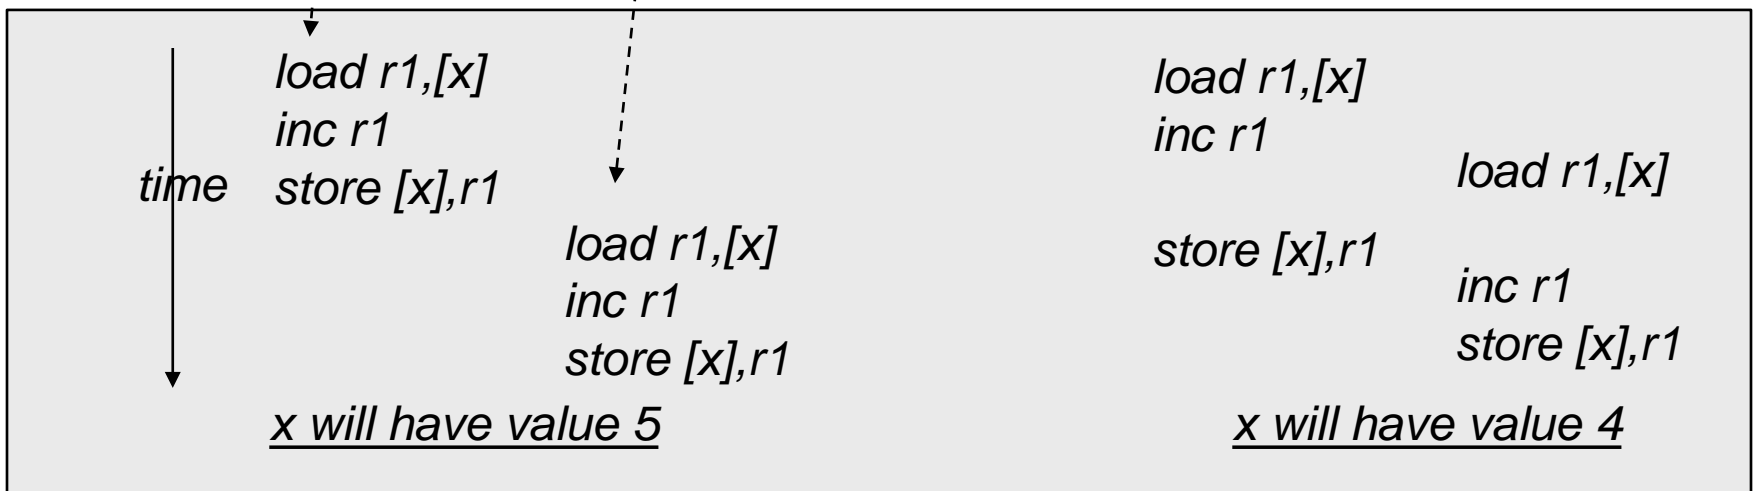 load r1,[x]
inc r1
time
store [x],r1
load r1,[x]
inc r1
store [x],r1
x will have value 5
load r1,[x]
inc r1
load r1,[x]
store [x],r1
inc r1
store [x],r1
x will have value 4